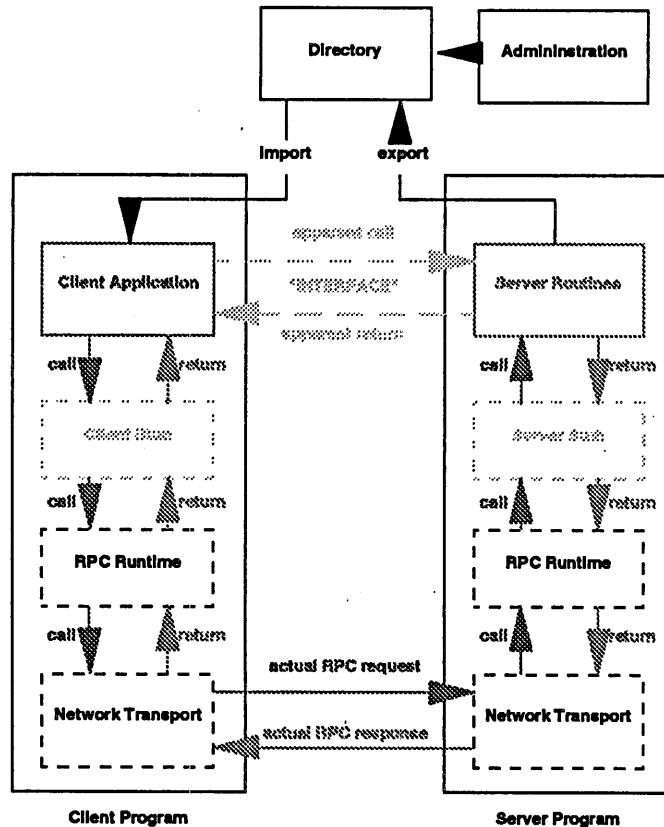 Directory
Admininstration
import
export
apparent call
Client Application
"INTERFACE"
Server Routines
apparent return
call
return
call
return
Client Stub
Server Stub
call
return
call
return
RPC Runtime
RPC Runtime
call
return
call
return
actual RPC request
Network Transport
Network Transport
actual RPC response
Client Program
Server Program